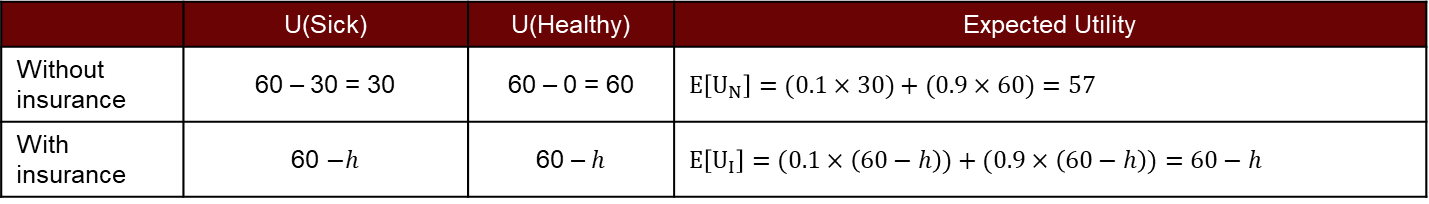 U(Sick) U(Healthy) Expected Utility
Without
insurance
60 – 30 = 30 60 – 0 = 60 E[U_N] = (0.1 × 30) + (0.9 × 60) = 57
With
insurance
60 −h 60 – h E[U_I] = (0.1 × (60 − h)) + (0.9 × (60 − h)) = 60 − h